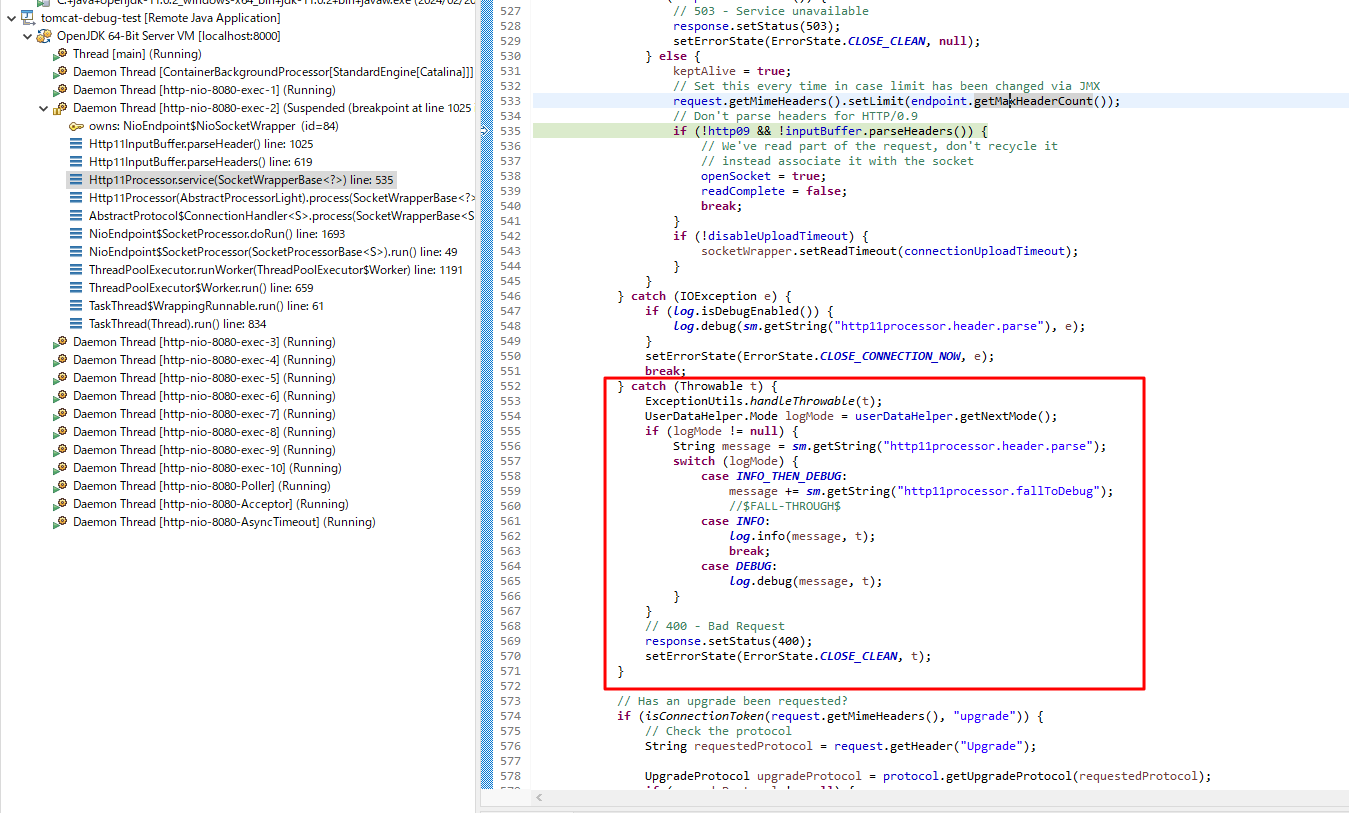 tomcat-debug-test [Remote Java Application]
OpenJDK 64-Bit Server VM [localhost:8000]
Thread [main] (Running)
Daemon Thread [ContainerBackgroundProcessor[StandardEngine[Catalina]]]
Daemon Thread [http-nio-8080-exec-1] (Running)
Daemon Thread [http-nio-8080-exec-2] (Suspended (breakpoint at line 1025
owns: NioEndpoint$NioSocketWrapper (id=84)
Http11InputBuffer.parseHeader() line: 1025
Http11InputBuffer.parseHeaders() line: 619
Http11Processor.service(SocketWrapperBase<?>) line: 535
Http11Processor(AbstractProcessorLight).process(SocketWrapperBase<?>
AbstractProtocol$ConnectionHandler<S>.process(SocketWrapperBase<S
NioEndpoint$SocketProcessor.doRun() line: 1693
NioEndpoint$SocketProcessor(SocketProcessorBase<S>).run() line: 49
ThreadPoolExecutor.runWorker(ThreadPoolExecutor$Worker) line: 1191
ThreadPoolExecutor$Worker.run() line: 659
TaskThread$WrappingRunnable.run() line: 61
TaskThread(Thread).run() line: 834
Daemon Thread [http-nio-8080-exec-3] (Running)
Daemon Thread [http-nio-8080-exec-4] (Running)
Daemon Thread [http-nio-8080-exec-5] (Running)
Daemon Thread [http-nio-8080-exec-6] (Running)
Daemon Thread [http-nio-8080-exec-7] (Running)
Daemon Thread [http-nio-8080-exec-8] (Running)
Daemon Thread [http-nio-8080-exec-9] (Running)
Daemon Thread [http-nio-8080-exec-10] (Running)
Daemon Thread [http-nio-8080-Poller] (Running)
Daemon Thread [http-nio-8080-Acceptor] (Running)
Daemon Thread [http-nio-8080-AsyncTimeout] (Running)
527 // 503 - Service unavailable
528 response.setStatus(503);
529 setErrorState(ErrorState.CLOSE_CLEAN, null);
530 } else {
531 keptAlive = true;
532 // Set this every time in case limit has been changed via JMX
533 request.getMimeHeaders().setLimit(endpoint.getMaxHeaderCount());
534 // Don't parse headers for HTTP/0.9
535 if (!http09 && !inputBuffer.parseHeaders()) {
536 // We've read part of the request, don't recycle it
537 // instead associate it with the socket
538 openSocket = true;
539 readComplete = false;
540 break;
541 }
542 if (!disableUploadTimeout) {
543 socketWrapper.setReadTimeout(connectionUploadTimeout);
544 }
545 }
546 } catch (IOException e) {
547 if (log.isDebugEnabled()) {
548 log.debug(sm.getString("http11processor.header.parse"), e);
549 }
550 setErrorState(ErrorState.CLOSE_CONNECTION_NOW, e);
551 break;
552 } catch (Throwable t) {
553 ExceptionUtils.handleThrowable(t);
554 UserDataHelper.Mode logMode = userDataHelper.getNextMode();
555 if (logMode != null) {
556 String message = sm.getString("http11processor.header.parse");
557 switch (logMode) {
558 case INFO_THEN_DEBUG:
559 message += sm.getString("http11processor.fallToDebug");
560 //$FALL-THROUGH$
561 case INFO:
562 log.info(message, t);
563 break;
564 case DEBUG:
565 log.debug(message, t);
566 }
567 }
568 // 400 - Bad Request
569 response.setStatus(400);
570 setErrorState(ErrorState.CLOSE_CLEAN, t);
571 }
572
573 // Has an upgrade been requested?
574 if (isConnectionToken(request.getMimeHeaders(), "upgrade")) {
575 // Check the protocol
576 String requestedProtocol = request.getHeader("Upgrade");
577
578 UpgradeProtocol upgradeProtocol = protocol.getUpgradeProtocol(requestedProtocol);